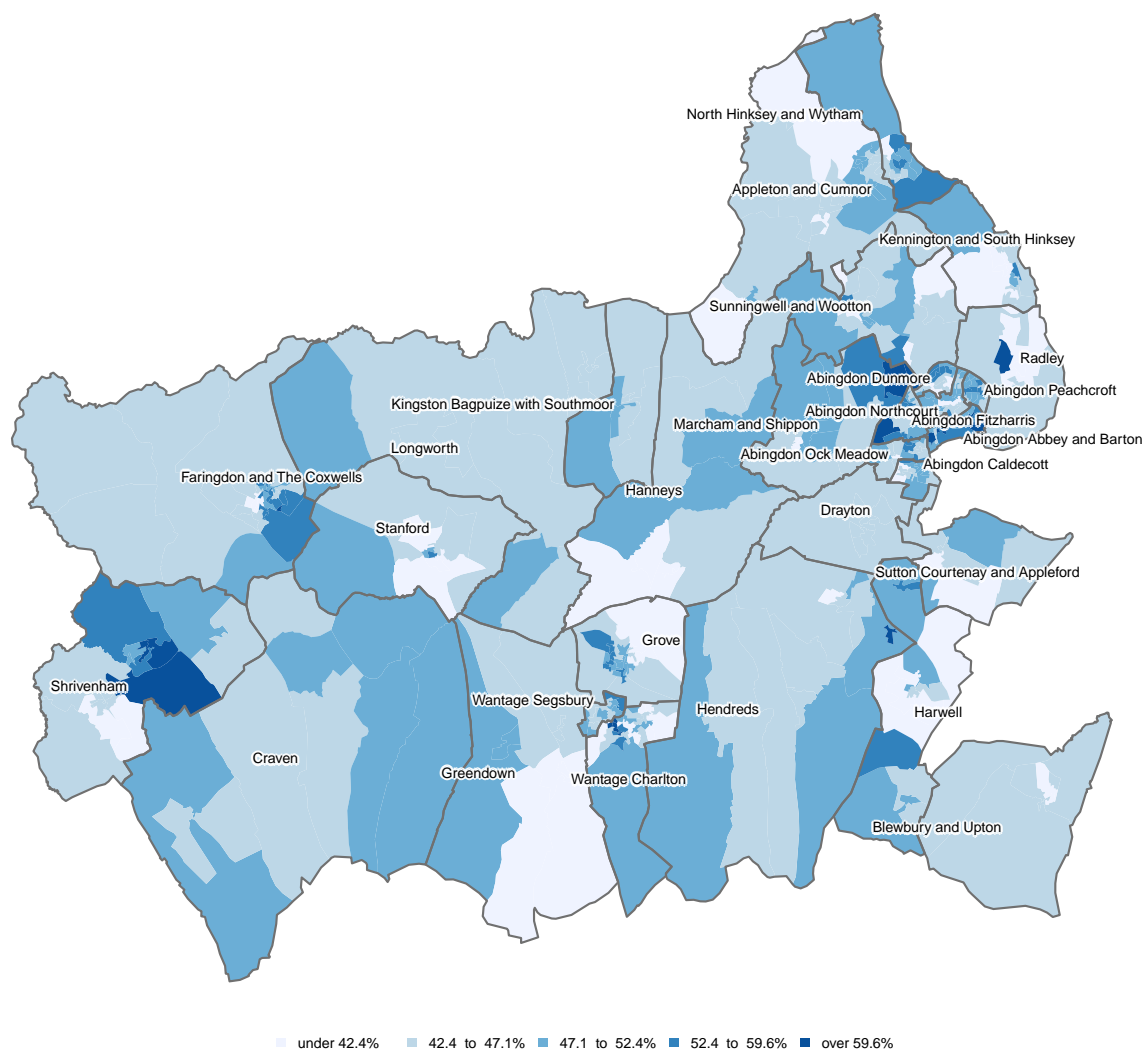 North Hinksey and Wytham
Appleton and Cumnor
Kennington and South Hinksey
Sunningwell and Wootton
Radley
Abingdon Dunmore
Abingdon Peachcroft
Kingston Bagpuize with Southmoor
Abingdon Northcourt
Abingdon Fitzharris
Marcham and Shippon
Abingdon Abbey and Barton
Longworth
Abingdon Ock Meadow
Abingdon Caldecott
Faringdon and The Coxwells
Hanneys
Drayton
Stanford
Sutton Courtenay and Appleford
Grove
Shrivenham
Wantage Segsbury
Hendreds
Harwell
Craven
Greendown
Wantage Charlton
Blewbury and Upton
under 42.4% 42.4 to 47.1% 47.1 to 52.4% 52.4 to 59.6% over 59.6%